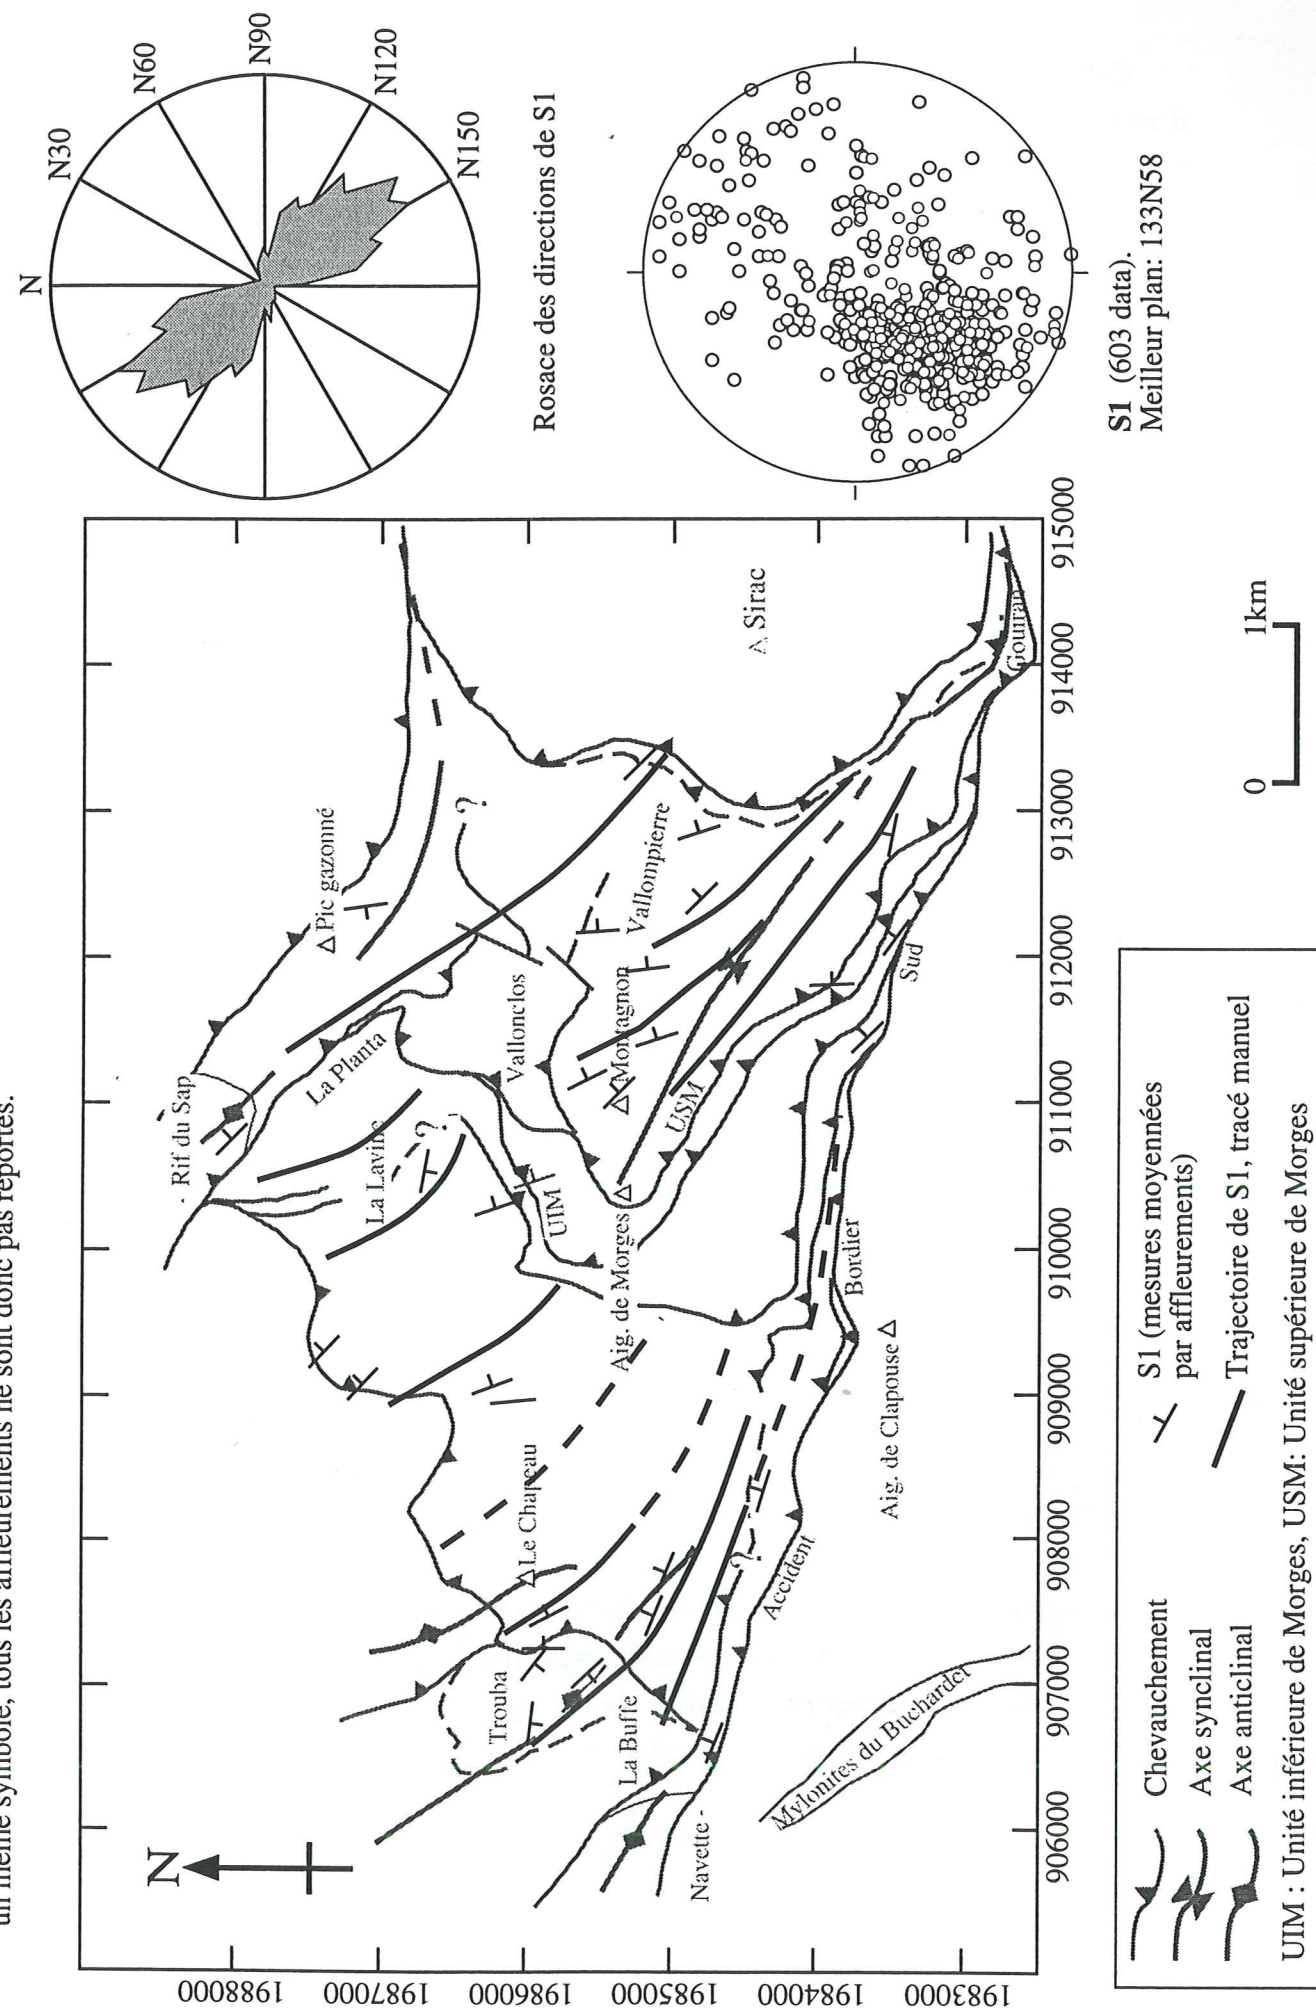 un même symbole, tous les affleurements ne sont donc pas reportés.
N
Rif du Sap
Pic gazonné
La Planta
La Lavine
?
?
Vallonclos
Vallompierre
Montagnon
UIM
USM
Aig. de Morges
Sirac
Le Chapeau
Trouba
La Buffe
Navette -
Accident
?
Bordier
Sud
Gouiran
Aig. de Clapouse
Mylonites du Buchardet
1988000
1987000
1986000
1985000
1984000
1983000
906000
907000
908000
909000
910000
911000
912000
913000
914000
915000
N
N30
N60
N90
N120
N150
Rosace des directions de S1
S1 (603 data).
Meilleur plan: 133N58
0
1km
Chevauchement
Axe synclinal
Axe anticlinal
S1 (mesures moyennées
par affleurements)
Trajectoire de S1, tracé manuel
UIM : Unité inférieure de Morges, USM: Unité supérieure de Morges